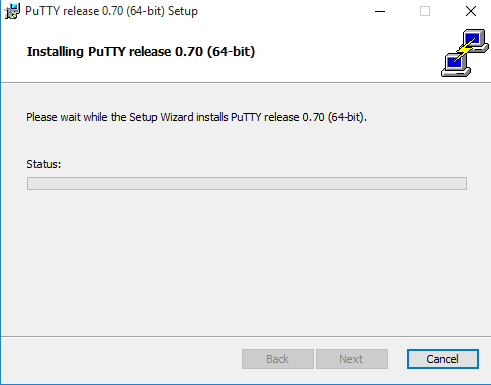 PuTTY release 0.70 (64-bit) Setup
Installing PuTTY release 0.70 (64-bit)
Please wait while the Setup Wizard installs PuTTY release 0.70 (64-bit).
Status:
Back Next Cancel